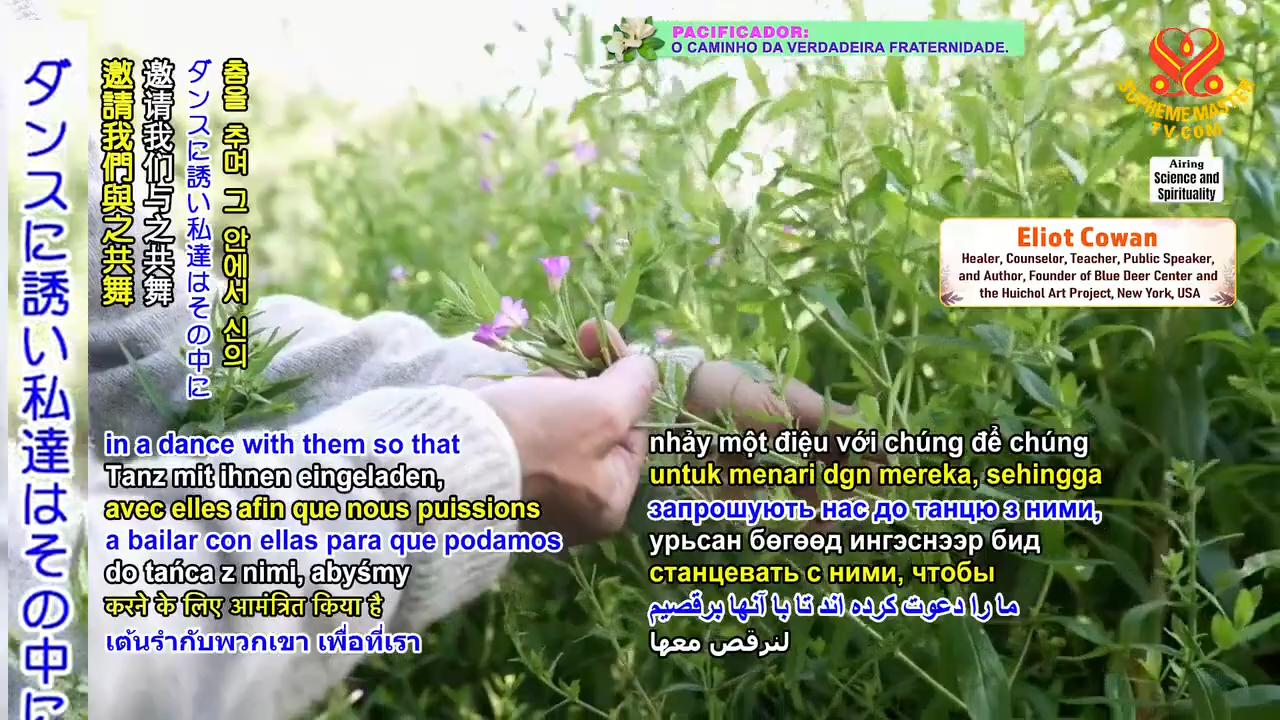 PACIFICADOR:
O CAMINHO DA VERDADEIRA FRATERNIDADE.
SUPREME MASTER
TV.COM
Airing
Science and
Spirituality
Eliot Cowan
Healer, Counselor, Teacher, Public Speaker,
and Author, Founder of Blue Deer Center and
the Huichol Art Project, New York, USA
ダンスに誘い私達はその中に
邀請我們與之共舞
邀请我们与之共舞
ダンスに誘い私達はその中に
춤을 추며 그 안에서 신의
in a dance with them so that
Tanz mit ihnen eingeladen,
avec elles afin que nous puissions
a bailar con ellas para que podamos
do tańca z nimi, abyśmy
करने के लिए आमंत्रित किया है
เต้นรำกับพวกเขา เพื่อที่เรา
nhảy một điệu với chúng để chúng
untuk menari dgn mereka, sehingga
запрошують нас до танцю з ними,
урьсан бөгөөд ингэснээр бид
станцевать с ними, чтобы
ما را دعوت کرده اند تا با آنها برقصیم
لنرقص معها